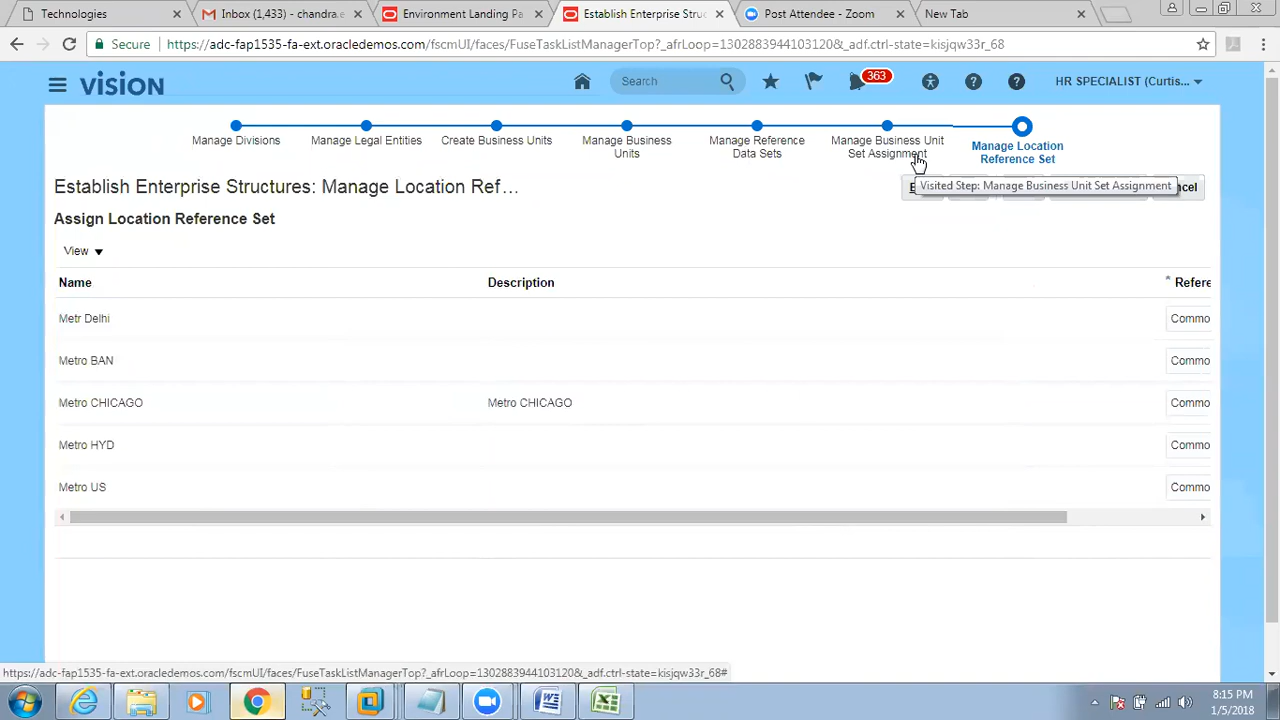 Technologies
Inbox (1,433) - chandra.e
Environment Landing Pa
Establish Enterprise Struc
Post Attendee - Zoom
New Tab
Secure
https://adc-fap1535-fa-ext.oracledemos.com/fscmUI/faces/FuseTaskListManagerTop?_afrLoop=1302883944103120&_adf.ctrl-state=kisjqw33r_68
VISION
Search
363
HR SPECIALIST (Curtis...
Manage Divisions
Manage Legal Entities
Create Business Units
Manage Business
Units
Manage Reference
Data Sets
Manage Business Unit
Set Assignment
Manage Location
Reference Set
Establish Enterprise Structures: Manage Location Ref...
Visited Step: Manage Business Unit Set Assignment
ncel
Assign Location Reference Set
View
Name
Description
* Refere
Metr Delhi
Commo
Metro BAN
Commo
Metro CHICAGO
Metro CHICAGO
Commo
Metro HYD
Commo
Metro US
Commo
https://adc-fap1535-fa-ext.oracledemos.com/fscmUI/faces/FuseTaskListManagerTop?_afrLoop=1302883944103120&_adf.ctrl-state=kisjqw33r_68#
8:15 PM
1/5/2018